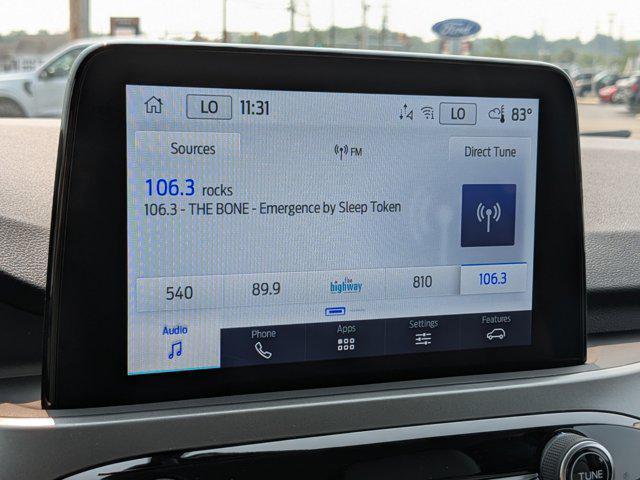 Ford
LO 11:31 LO 83°
Sources FM Direct Tune
106.3 rocks
106.3 - THE BONE - Emergence by Sleep Token
540 89.9 the highway 810 106.3
Audio Phone Apps Settings Features
TUNE